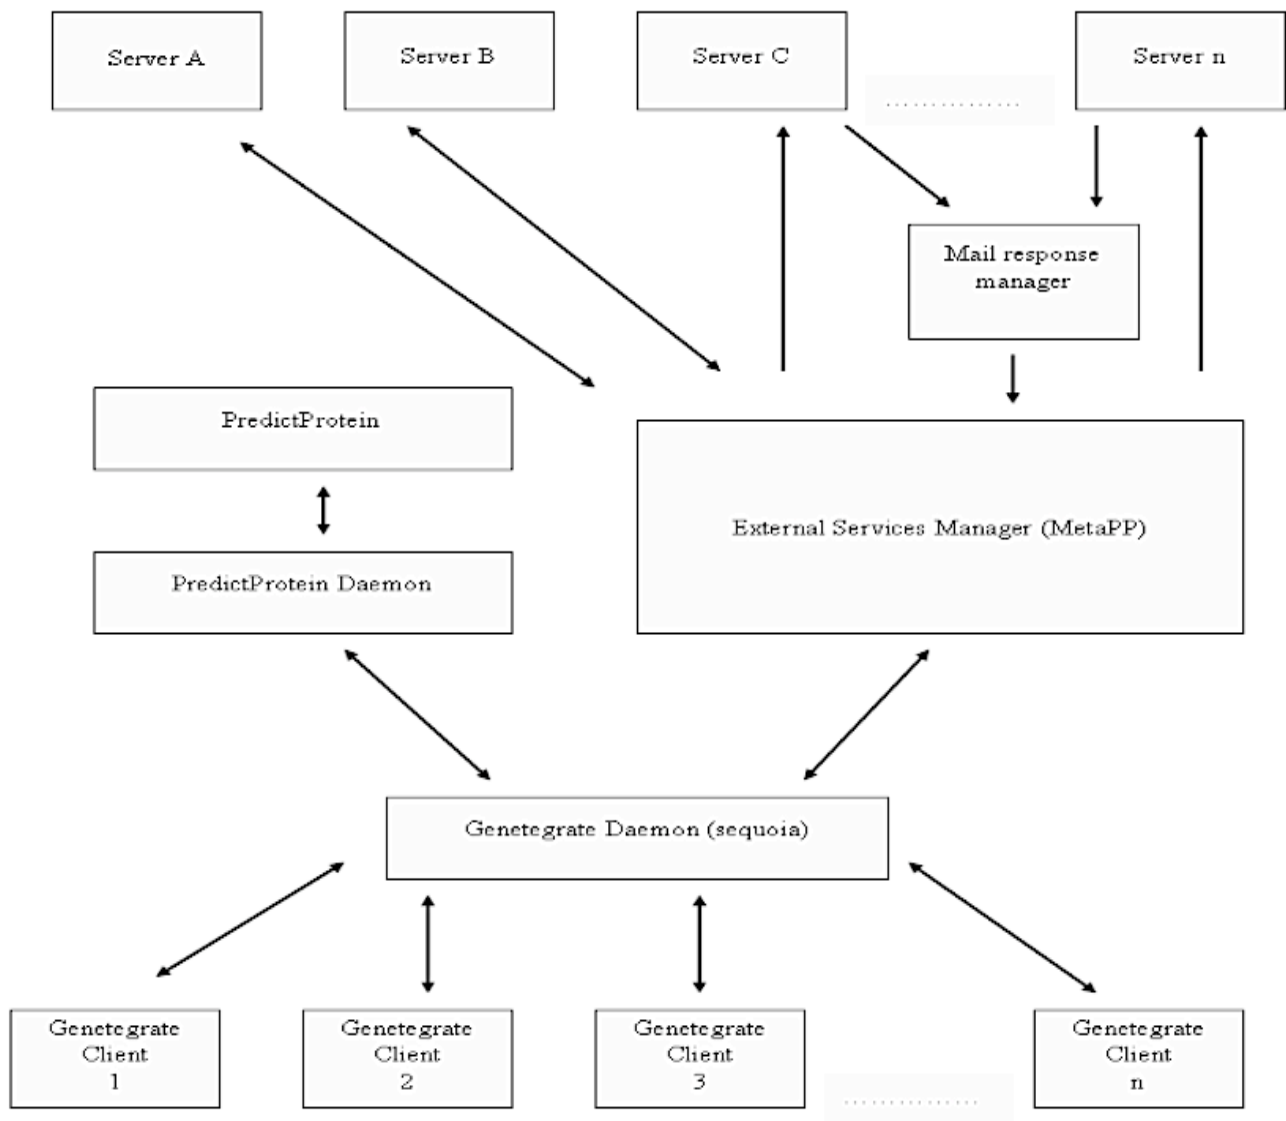 Server A
Server B
Server C
...............
Server n
Mail response
manager
PredictProtein
External Services Manager (MetaPP)
PredictProtein Daemon
Genetegrate Daemon (sequoia)
Genetegrate
Client
1
Genetegrate
Client
2
Genetegrate
Client
3
...............
Genetegrate
Client
n